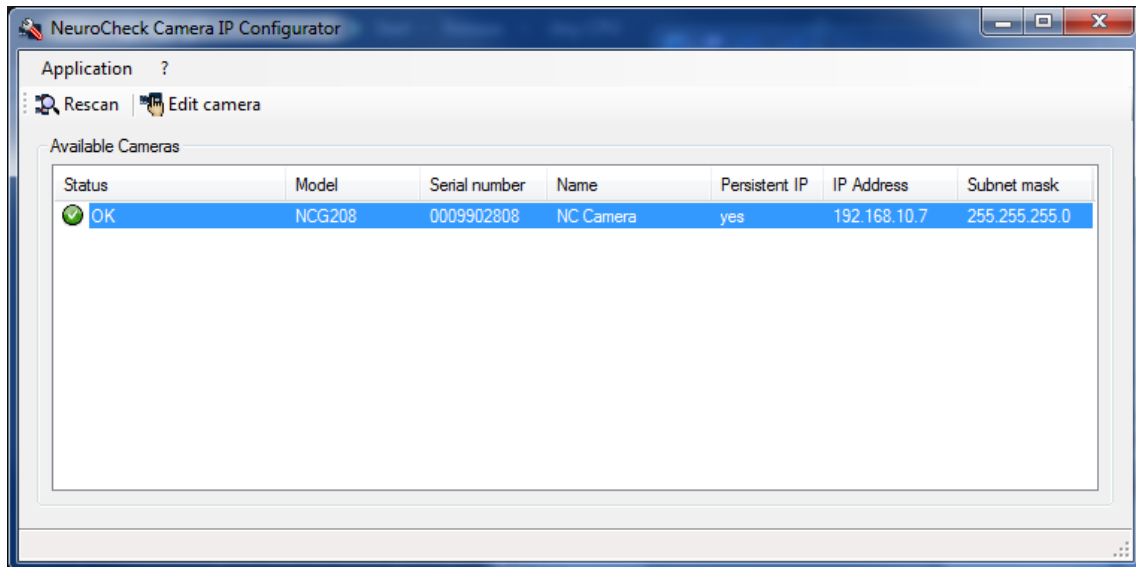 NeuroCheck Camera IP Configurator
Application ?
Rescan Edit camera
Available Cameras
Status Model Serial number Name Persistent IP IP Address Subnet mask
OK NCG208 0009902808 NC Camera yes 192.168.10.7 255.255.255.0